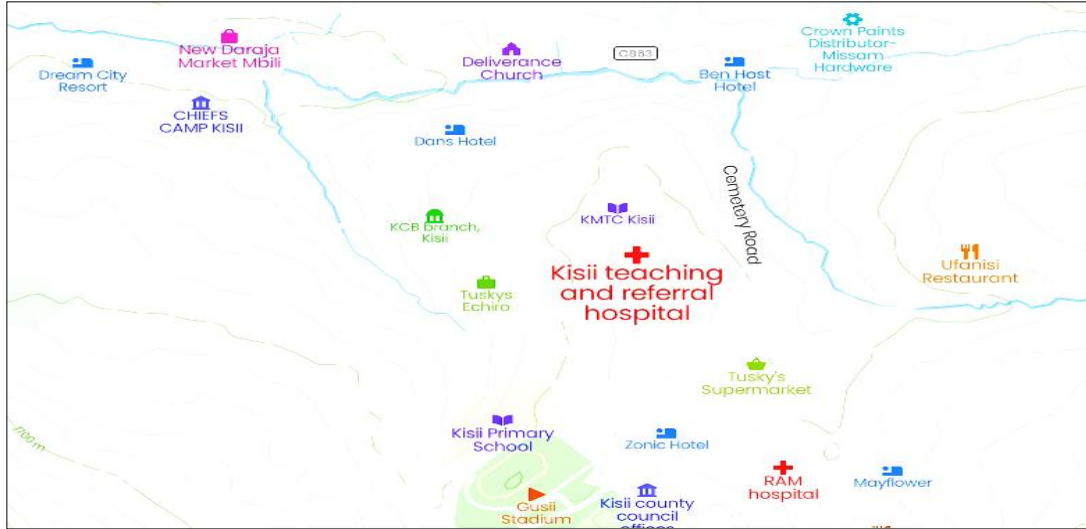 New Daraja
Market Mbili
Deliverance
Church
C863
Crown Paints
Distributor-
Missam
Hardware
Dream City
Resort
Ben Host
Hotel
CHIEFS
CAMP KISII
Dans Hotel
Cemetery Road
KMTC Kisii
KCB branch,
Kisii
Ufanisi
Restaurant
Kisii teaching
and referral
hospital
Tuskys
Echiro
Tusky's
Supermarket
1700 m
Kisii Primary
School
Zonic Hotel
RAM
hospital
Mayflower
Gusii
Stadium
Kisii county
council
offices